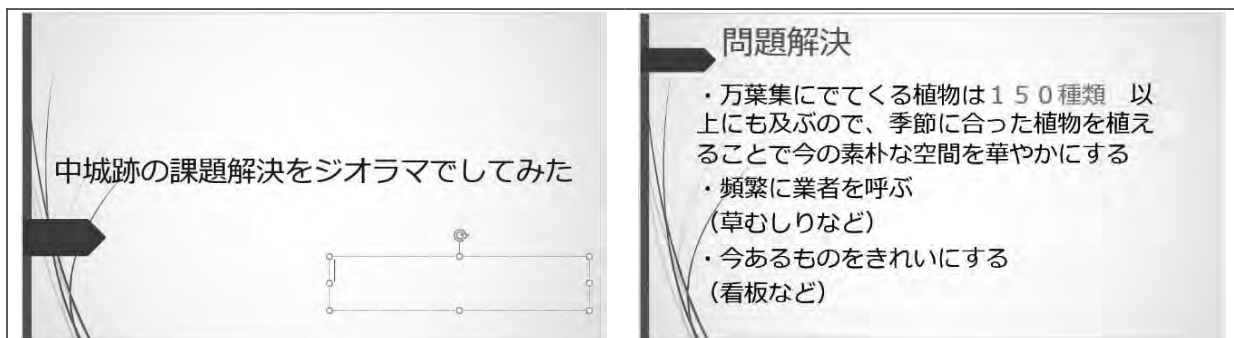 中城跡の課題解決をジオラマでしてみた
問題解決
・万葉集にでてくる植物は１５０種類　以
上にも及ぶので、季節に合った植物を植え
ることで今の素朴な空間を華やかにする
・頻繁に業者を呼ぶ
（草むしりなど）
・今あるものをきれいにする
（看板など）